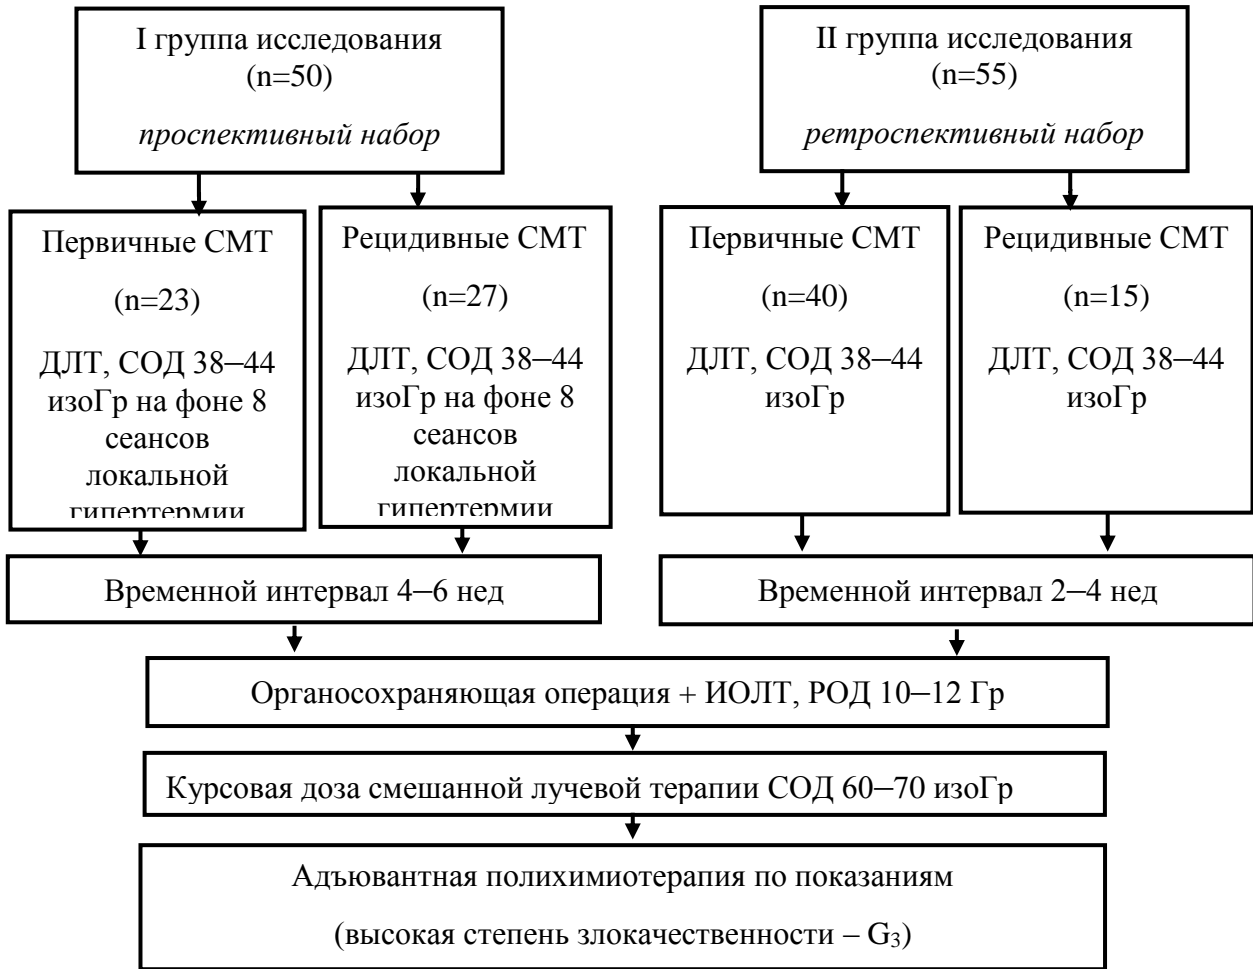 I группа исследования
(n=50)
проспективный набор
II группа исследования
(n=55)
ретроспективный набор
Первичные СМТ
(n=23)
ДЛТ, СОД 38–44
изоГр на фоне 8
сеансов
локальной
гипертермии
Рецидивные СМТ
(n=27)
ДЛТ, СОД 38–44
изоГр на фоне 8
сеансов
локальной
гипертермии
Первичные СМТ
(n=40)
ДЛТ, СОД 38–44
изоГр
Рецидивные СМТ
(n=15)
ДЛТ, СОД 38–44
изоГр
Временной интервал 4–6 нед
Временной интервал 2–4 нед
Органосохраняющая операция + ИОЛТ, РОД 10–12 Гр
Курсовая доза смешанной лучевой терапии СОД 60–70 изоГр
Адъювантная полихимиотерапия по показаниям
(высокая степень злокачественности – G₃)